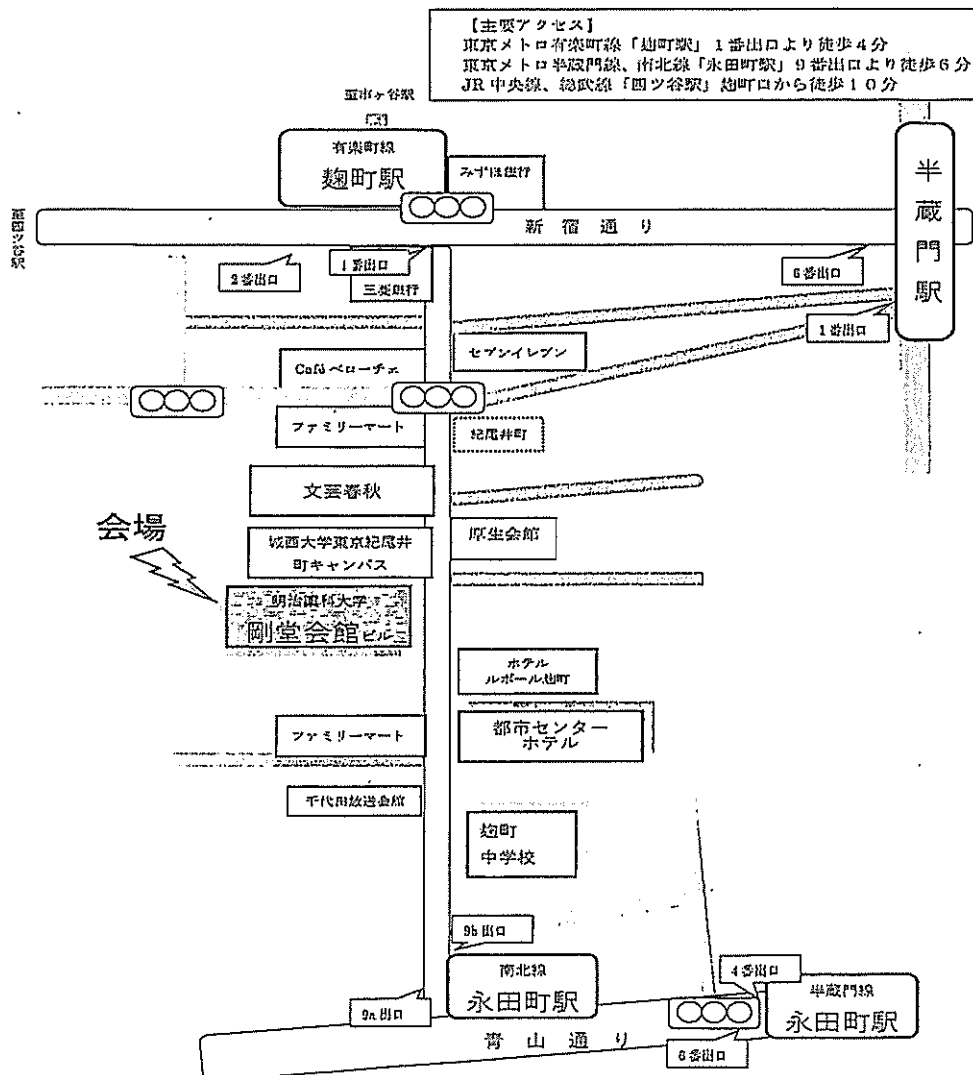 【主要アクセス】
東京メトロ有楽町線「麹町駅」1番出口より徒歩4分
東京メトロ半蔵門線、南北線「永田町駅」9番出口より徒歩6分
JR中央線、総武線「四ツ谷駅」麹町口から徒歩10分
至市ヶ谷駅
有楽町線
麹町駅
みずほ銀行
半蔵門駅
至四ツ谷駅
新宿通り
2番出口
1番出口
6番出口
三菱銀行
1番出口
セブンイレブン
Caféベローチェ
ファミリーマート
紀尾井町
文芸春秋
会場
城西大学東京紀尾井
町キャンパス
厚生会館
明治薬科大学
剛堂会館ビル
ホテル
ルポール麹町
ファミリーマート
都市センター
ホテル
千代田放送会館
麹町
中学校
9b出口
南北線
永田町駅
4番出口
半蔵門線
永田町駅
9a出口
青山通り
6番出口